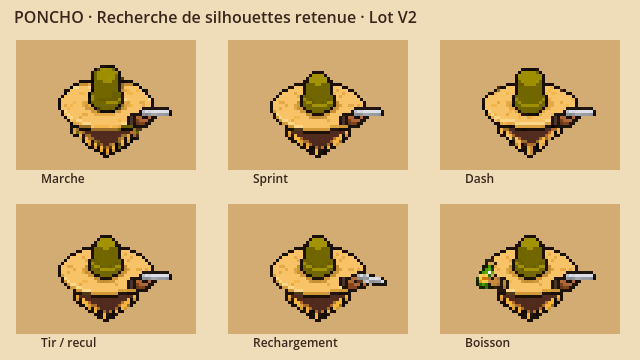 PONCHO · Recherche de silhouettes retenue · Lot V2
Marche
Sprint
Dash
Tir / recul
Rechargement
Boisson